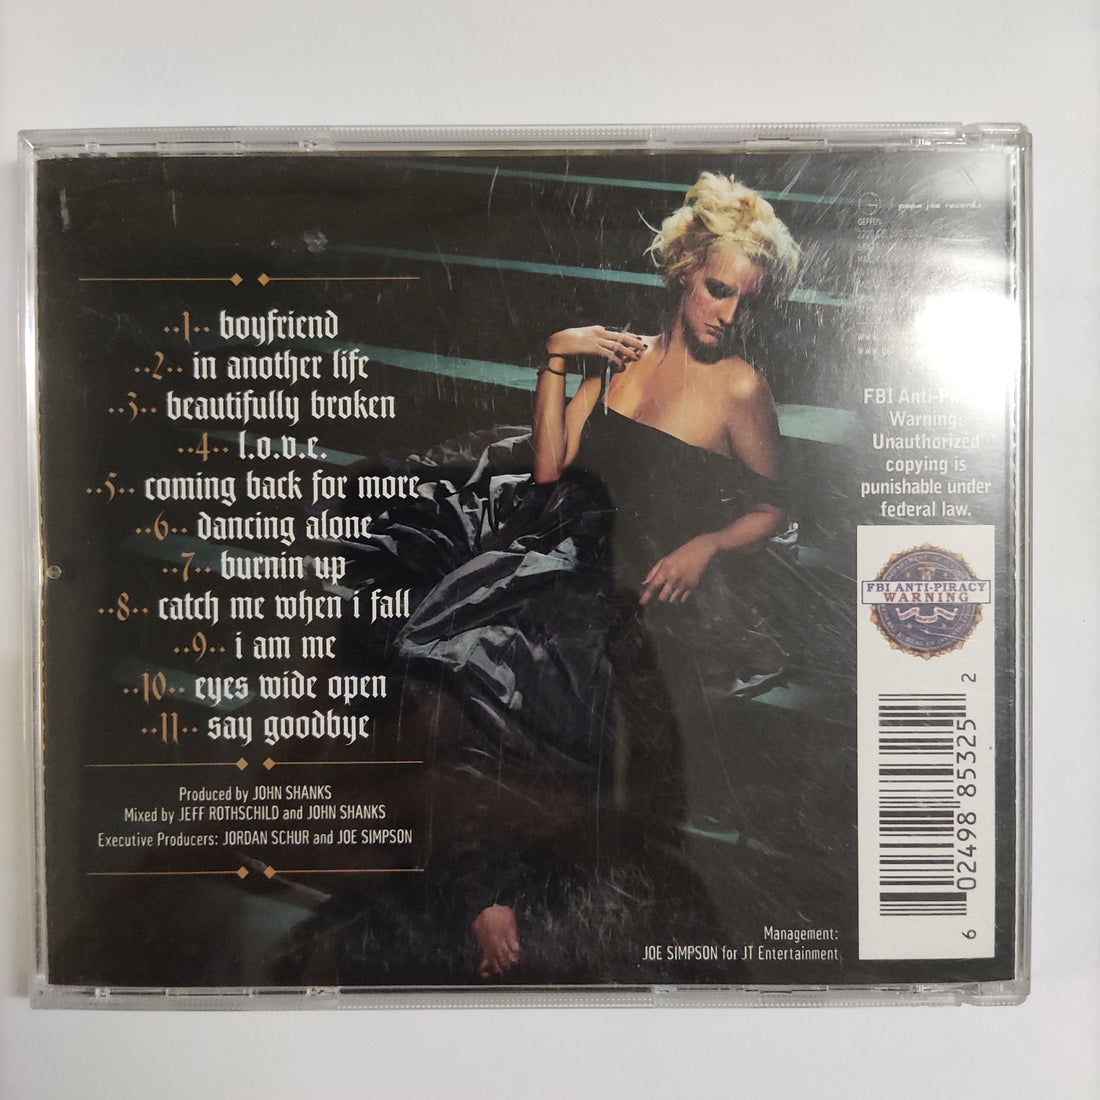 ..1.. boyfriend
..2.. in another life
..3.. beautifully broken
..4.. l.o.v.e.
..5.. coming back for more
..6.. dancing alone
..7.. burnin up
..8.. catch me when i fall
..9.. i am me
..10.. eyes wide open
..11.. say goodbye
Produced by JOHN SHANKS
Mixed by JEFF ROTHSCHILD and JOHN SHANKS
Executive Producers: JORDAN SCHUR and JOE SIMPSON
papa joe records
GEFFEN
FBI Anti-Piracy
Warning:
Unauthorized
copying is
punishable under
federal law.
FBI ANTI-PIRACY
WARNING
6 02498 85325 2
Management:
JOE SIMPSON for JT Entertainment